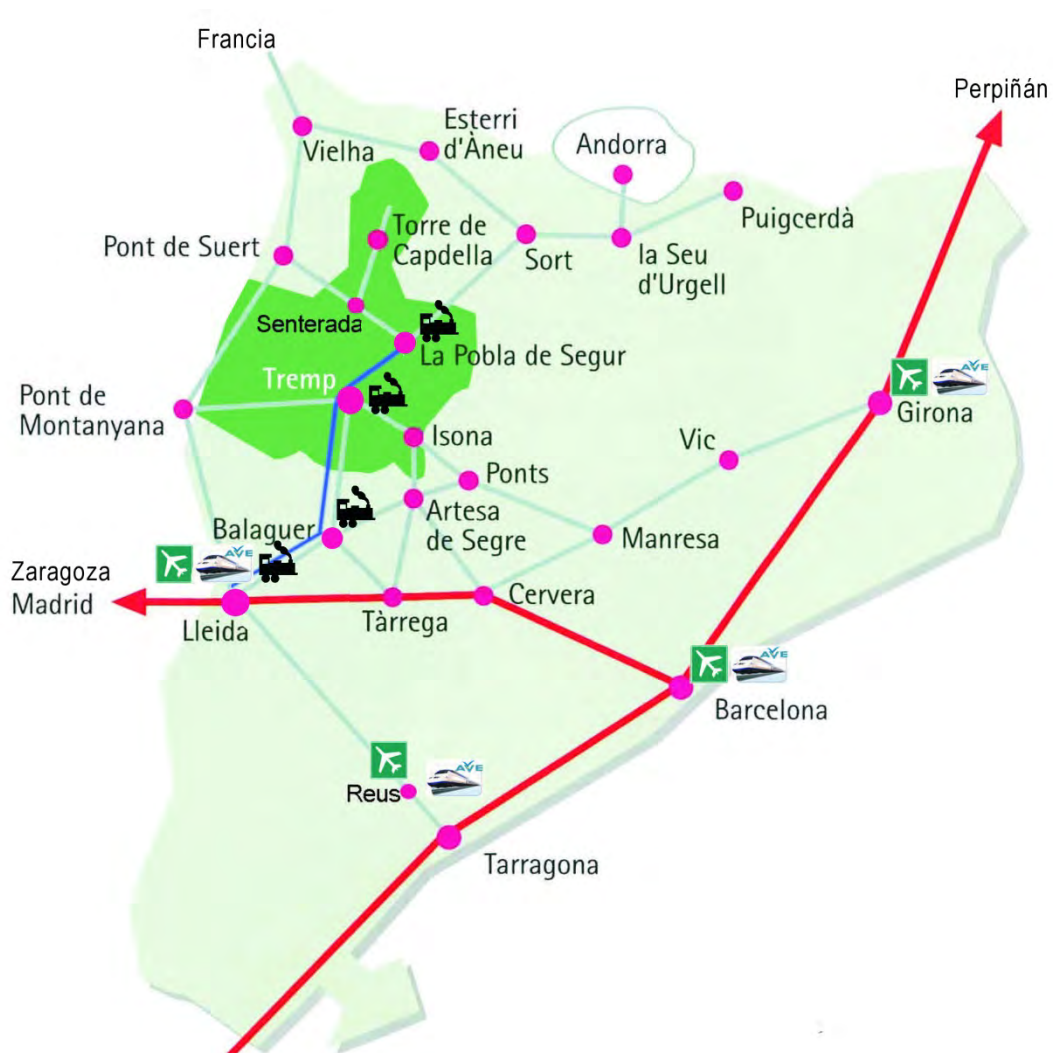 Francia
Perpiñán
Esterri
d'Àneu
Vielha
Andorra
Torre de
Capdella
Puigcerdà
Pont de Suert
Sort
la Seu
d'Urgell
Senterada
La Pobla de Segur
Tremp
AVE
Pont de
Montanyana
Girona
Isona
Vic
Ponts
Balaguer
Artesa
de Segre
Manresa
AVE
Zaragoza
Madrid
Lleida
Tàrrega
Cervera
AVE
Barcelona
AVE
Reus
Tarragona